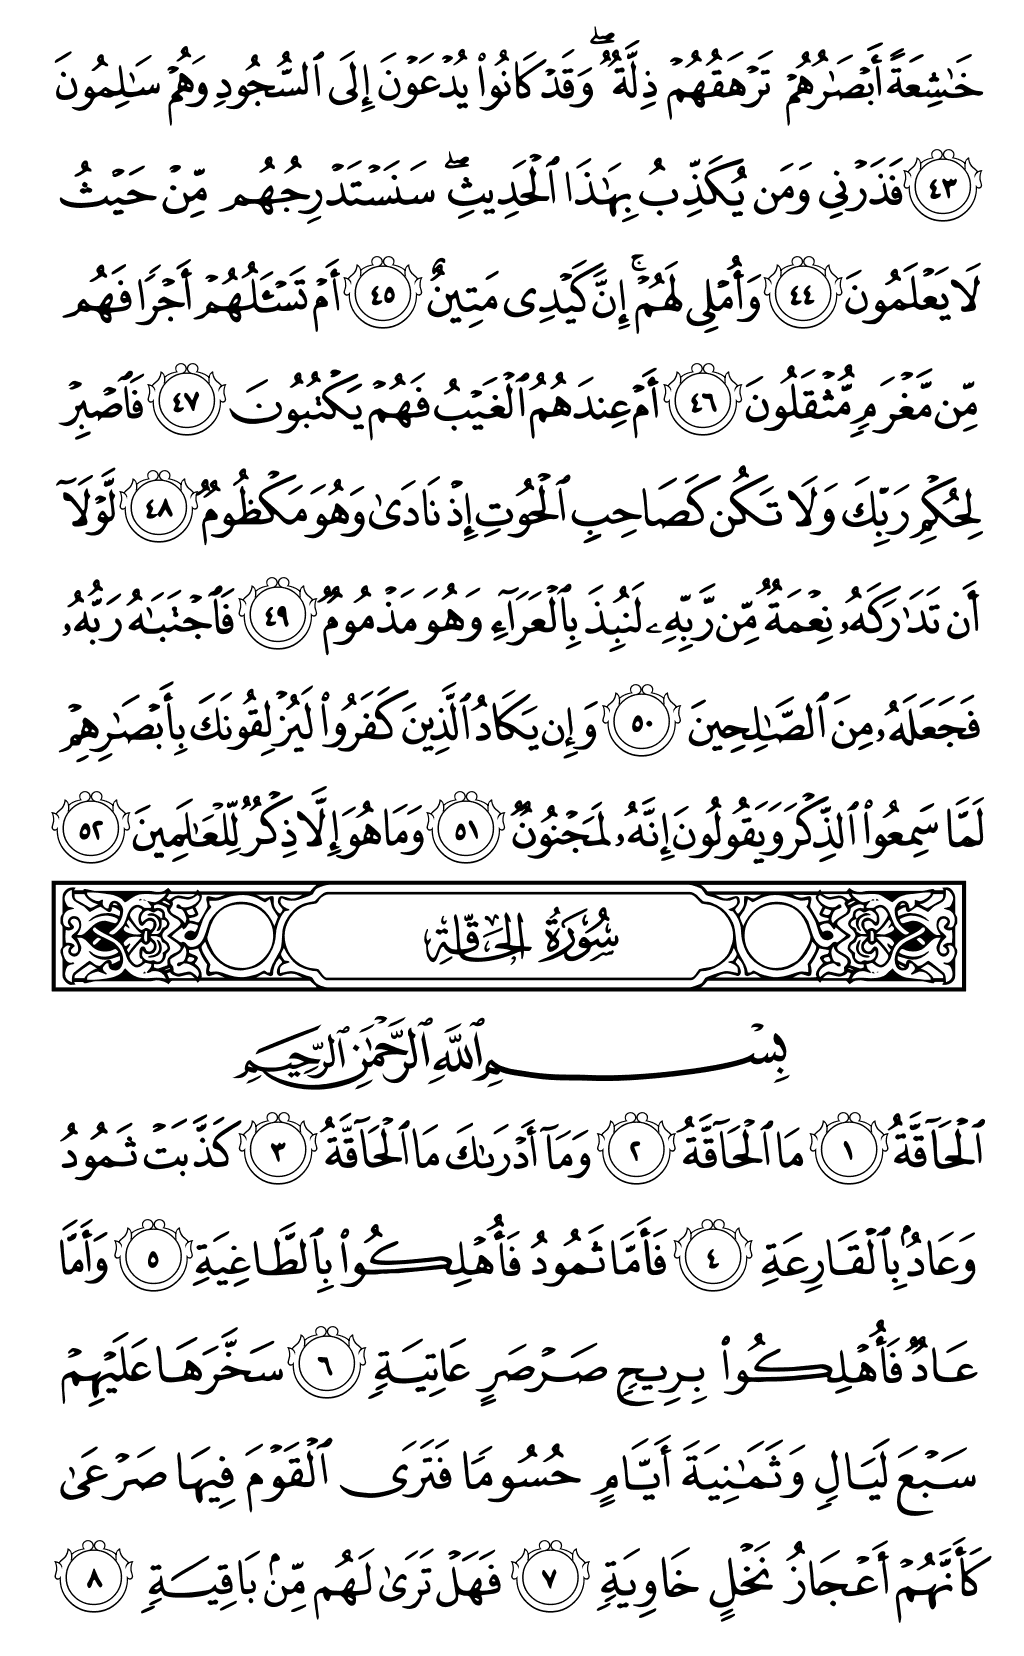 خَـٰشِعَةً أَبۡصَـٰرُهُمۡ تَرۡهَقُهُمۡ ذِلَّةٌۖ وَقَدۡ كَانُواْ يُدۡعَوۡنَ إِلَى ٱلسُّجُودِ وَهُمۡ سَـٰلِمُونَ
٤٣ فَذَرۡنِي وَمَن يُكَذِّبُ بِهَـٰذَا ٱلۡحَدِيثِۖ سَنَسۡتَدۡرِجُهُم مِّنۡ حَيۡثُ
لَا يَعۡلَمُونَ ٤٤ وَأُمۡلِي لَهُمۡۚ إِنَّ كَيۡدِي مَتِينٌ ٤٥ أَمۡ تَسۡـَٔلُهُمۡ أَجۡرٗا فَهُم
مِّن مَّغۡرَمٖ مُّثۡقَلُونَ ٤٦ أَمۡ عِندَهُمُ ٱلۡغَيۡبُ فَهُمۡ يَكۡتُبُونَ ٤٧ فَٱصۡبِرۡ
لِحُكۡمِ رَبِّكَ وَلَا تَكُن كَصَاحِبِ ٱلۡحُوتِ إِذۡ نَادَىٰ وَهُوَ مَكۡظُومٞ ٤٨ لَّوۡلَآ
أَن تَدَٰرَكَهُۥ نِعۡمَةٞ مِّن رَّبِّهِۦ لَنُبِذَ بِٱلۡعَرَآءِ وَهُوَ مَذۡمُومٞ ٤٩ فَٱجۡتَبَـٰهُ رَبُّهُۥ
فَجَعَلَهُۥ مِنَ ٱلصَّـٰلِحِينَ ٥٠ وَإِن يَكَادُ ٱلَّذِينَ كَفَرُواْ لَيُزۡلِقُونَكَ بِأَبۡصَـٰرِهِمۡ
لَمَّا سَمِعُواْ ٱلذِّكۡرَ وَيَقُولُونَ إِنَّهُۥ لَمَجۡنُونٞ ٥١ وَمَا هُوَ إِلَّا ذِكۡرٞ لِّلۡعَـٰلَمِينَ ٥٢
سُورَةُ الحَاقَّةِ
بِسۡمِ ٱللَّهِ ٱلرَّحۡمَـٰنِ ٱلرَّحِيمِ
ٱلۡحَآقَّةُ ١ مَا ٱلۡحَآقَّةُ ٢ وَمَآ أَدۡرَىٰكَ مَا ٱلۡحَآقَّةُ ٣ كَذَّبَتۡ ثَمُودُ
وَعَادُۢ بِٱلۡقَارِعَةِ ٤ فَأَمَّا ثَمُودُ فَأُهۡلِكُواْ بِٱلطَّاغِيَةِ ٥ وَأَمَّا
عَادٞ فَأُهۡلِكُواْ بِرِيحٖ صَرۡصَرٍ عَاتِيَةٖ ٦ سَخَّرَهَا عَلَيۡهِمۡ
سَبۡعَ لَيَالٖ وَثَمَـٰنِيَةَ أَيَّامٍ حُسُومٗا فَتَرَى ٱلۡقَوۡمَ فِيهَا صَرۡعَىٰ
كَأَنَّهُمۡ أَعۡجَازُ نَخۡلٍ خَاوِيَةٖ ٧ فَهَلۡ تَرَىٰ لَهُم مِّنۢ بَاقِيَةٖ ٨